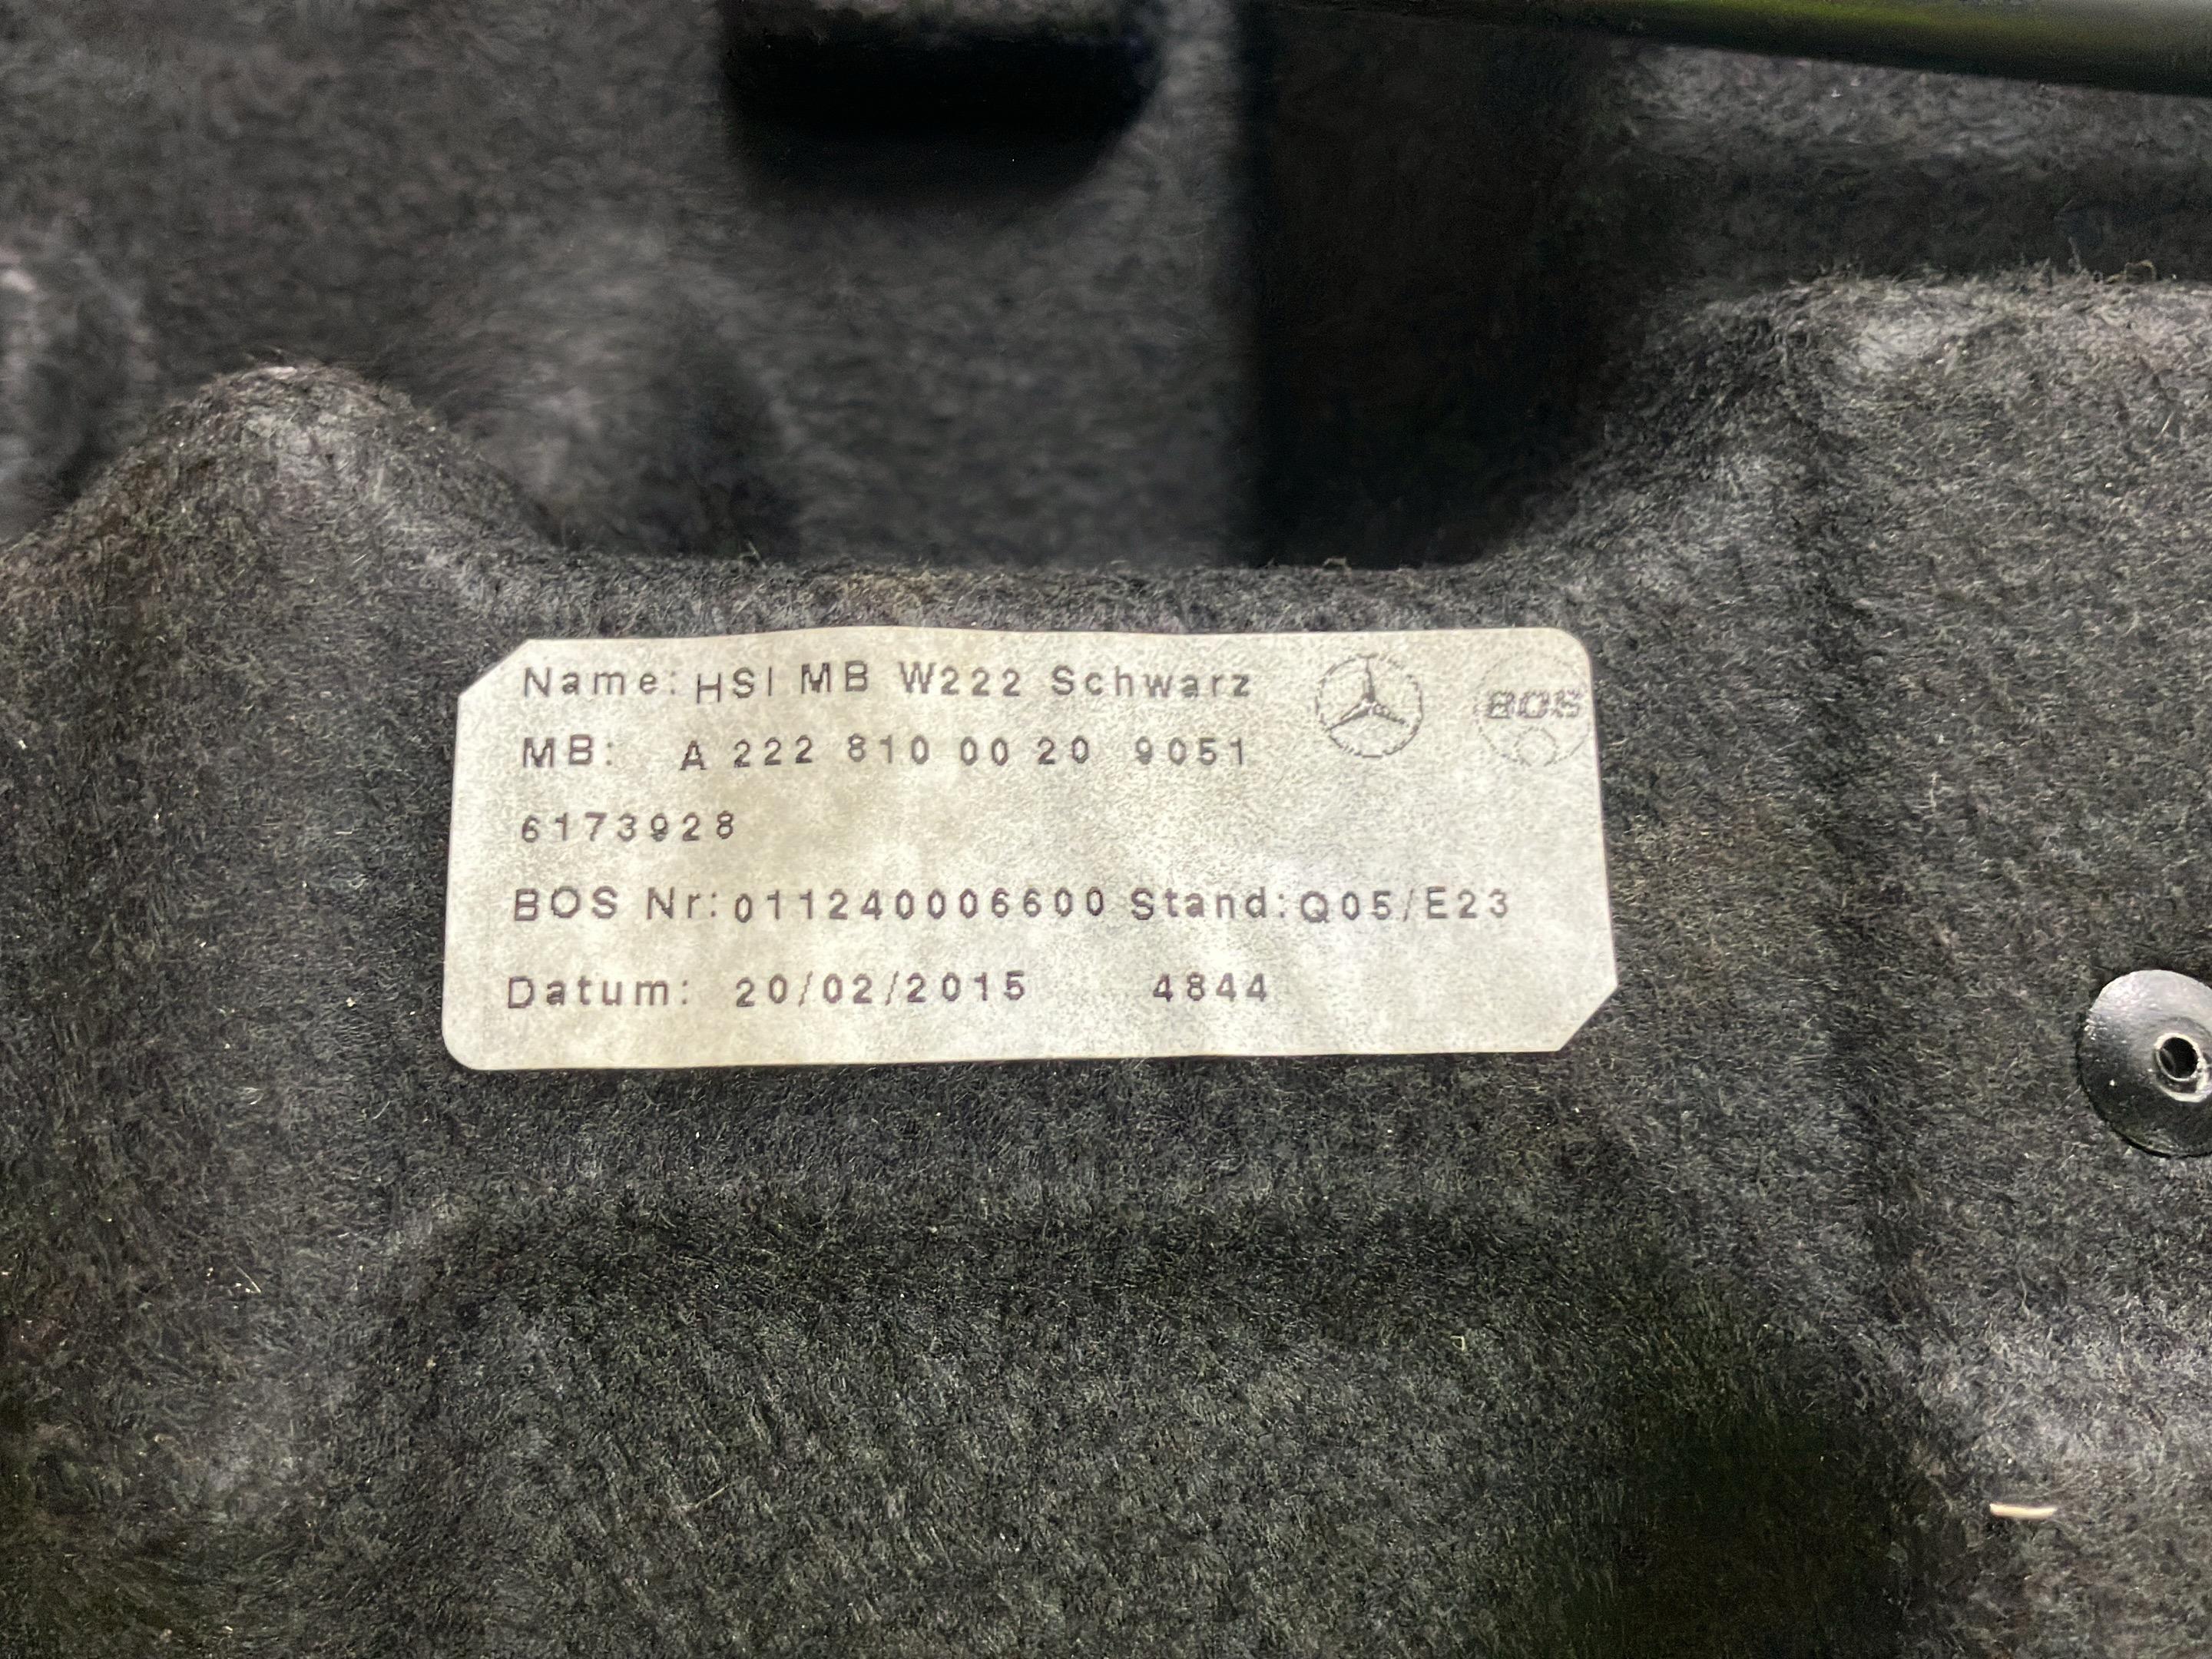 Name: HSI MB W222 Schwarz
MB: A 222 810 00 20 9051
BOS
6173928
BOS Nr: 011240006600 Stand: Q05/E23
Datum: 20/02/2015 4844